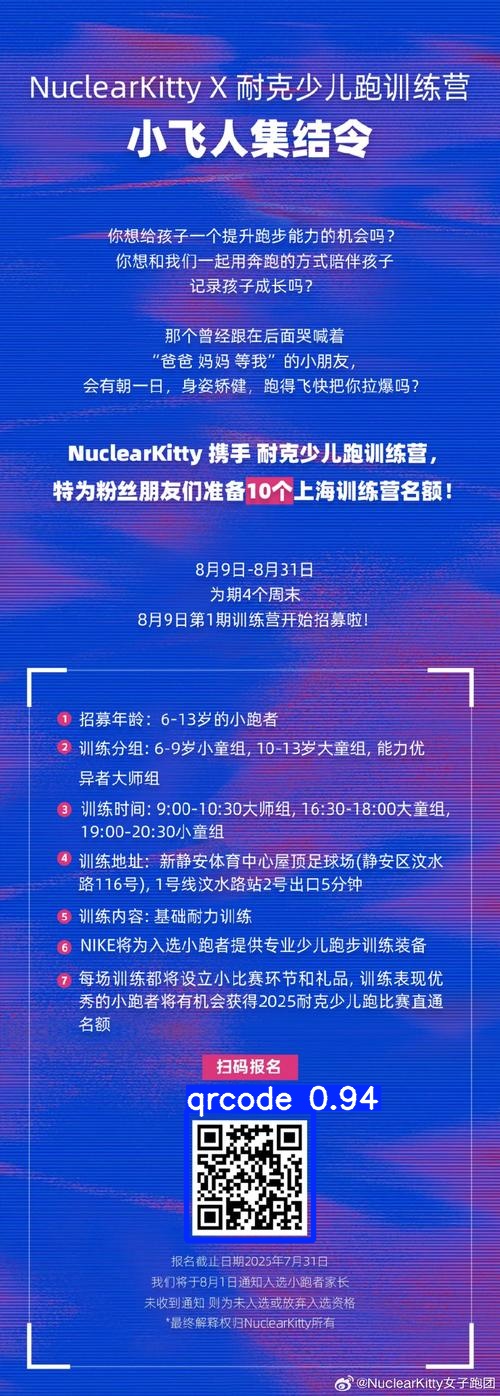 NuclearKitty X 耐克少儿跑训练营
小飞人集结令
你想给孩子一个提升跑步能力的机会吗？
你想和我们一起用奔跑的方式陪伴孩子
记录孩子成长吗？
那个曾经跟在后面哭喊着
“爸爸 妈妈 等我”的小朋友，
会有朝一日，身姿矫健，跑得飞快把你拉爆吗？
NuclearKitty 携手 耐克少儿跑训练营，
特为粉丝朋友们准备10个上海训练营名额！
8月9日-8月31日
为期4个周末
8月9日第1期训练营开始招募啦！
1 招募年龄：6-13岁的小跑者
2 训练分组: 6-9岁小童组, 10-13岁大童组, 能力优
异者大师组
3 训练时间: 9:00-10:30大师组, 16:30-18:00大童组,
19:00-20:30小童组
4 训练地址：新静安体育中心屋顶足球场(静安区汶水
路116号), 1号线汶水路站2号出口5分钟
5 训练内容: 基础耐力训练
6 NIKE将为入选小跑者提供专业少儿跑步训练装备
7 每场训练都将设立小比赛环节和礼品, 训练表现优
秀的小跑者将有机会获得2025耐克少儿跑比赛直通
名额
扫码报名
qrcode 0.94
报名截止日期2025年7月31日
我们将于8月1日通知入选小跑者家长
未收到通知 则为未入选或放弃入选资格
*最终解释权归NuclearKitty所有
@NuclearKitty女子跑团